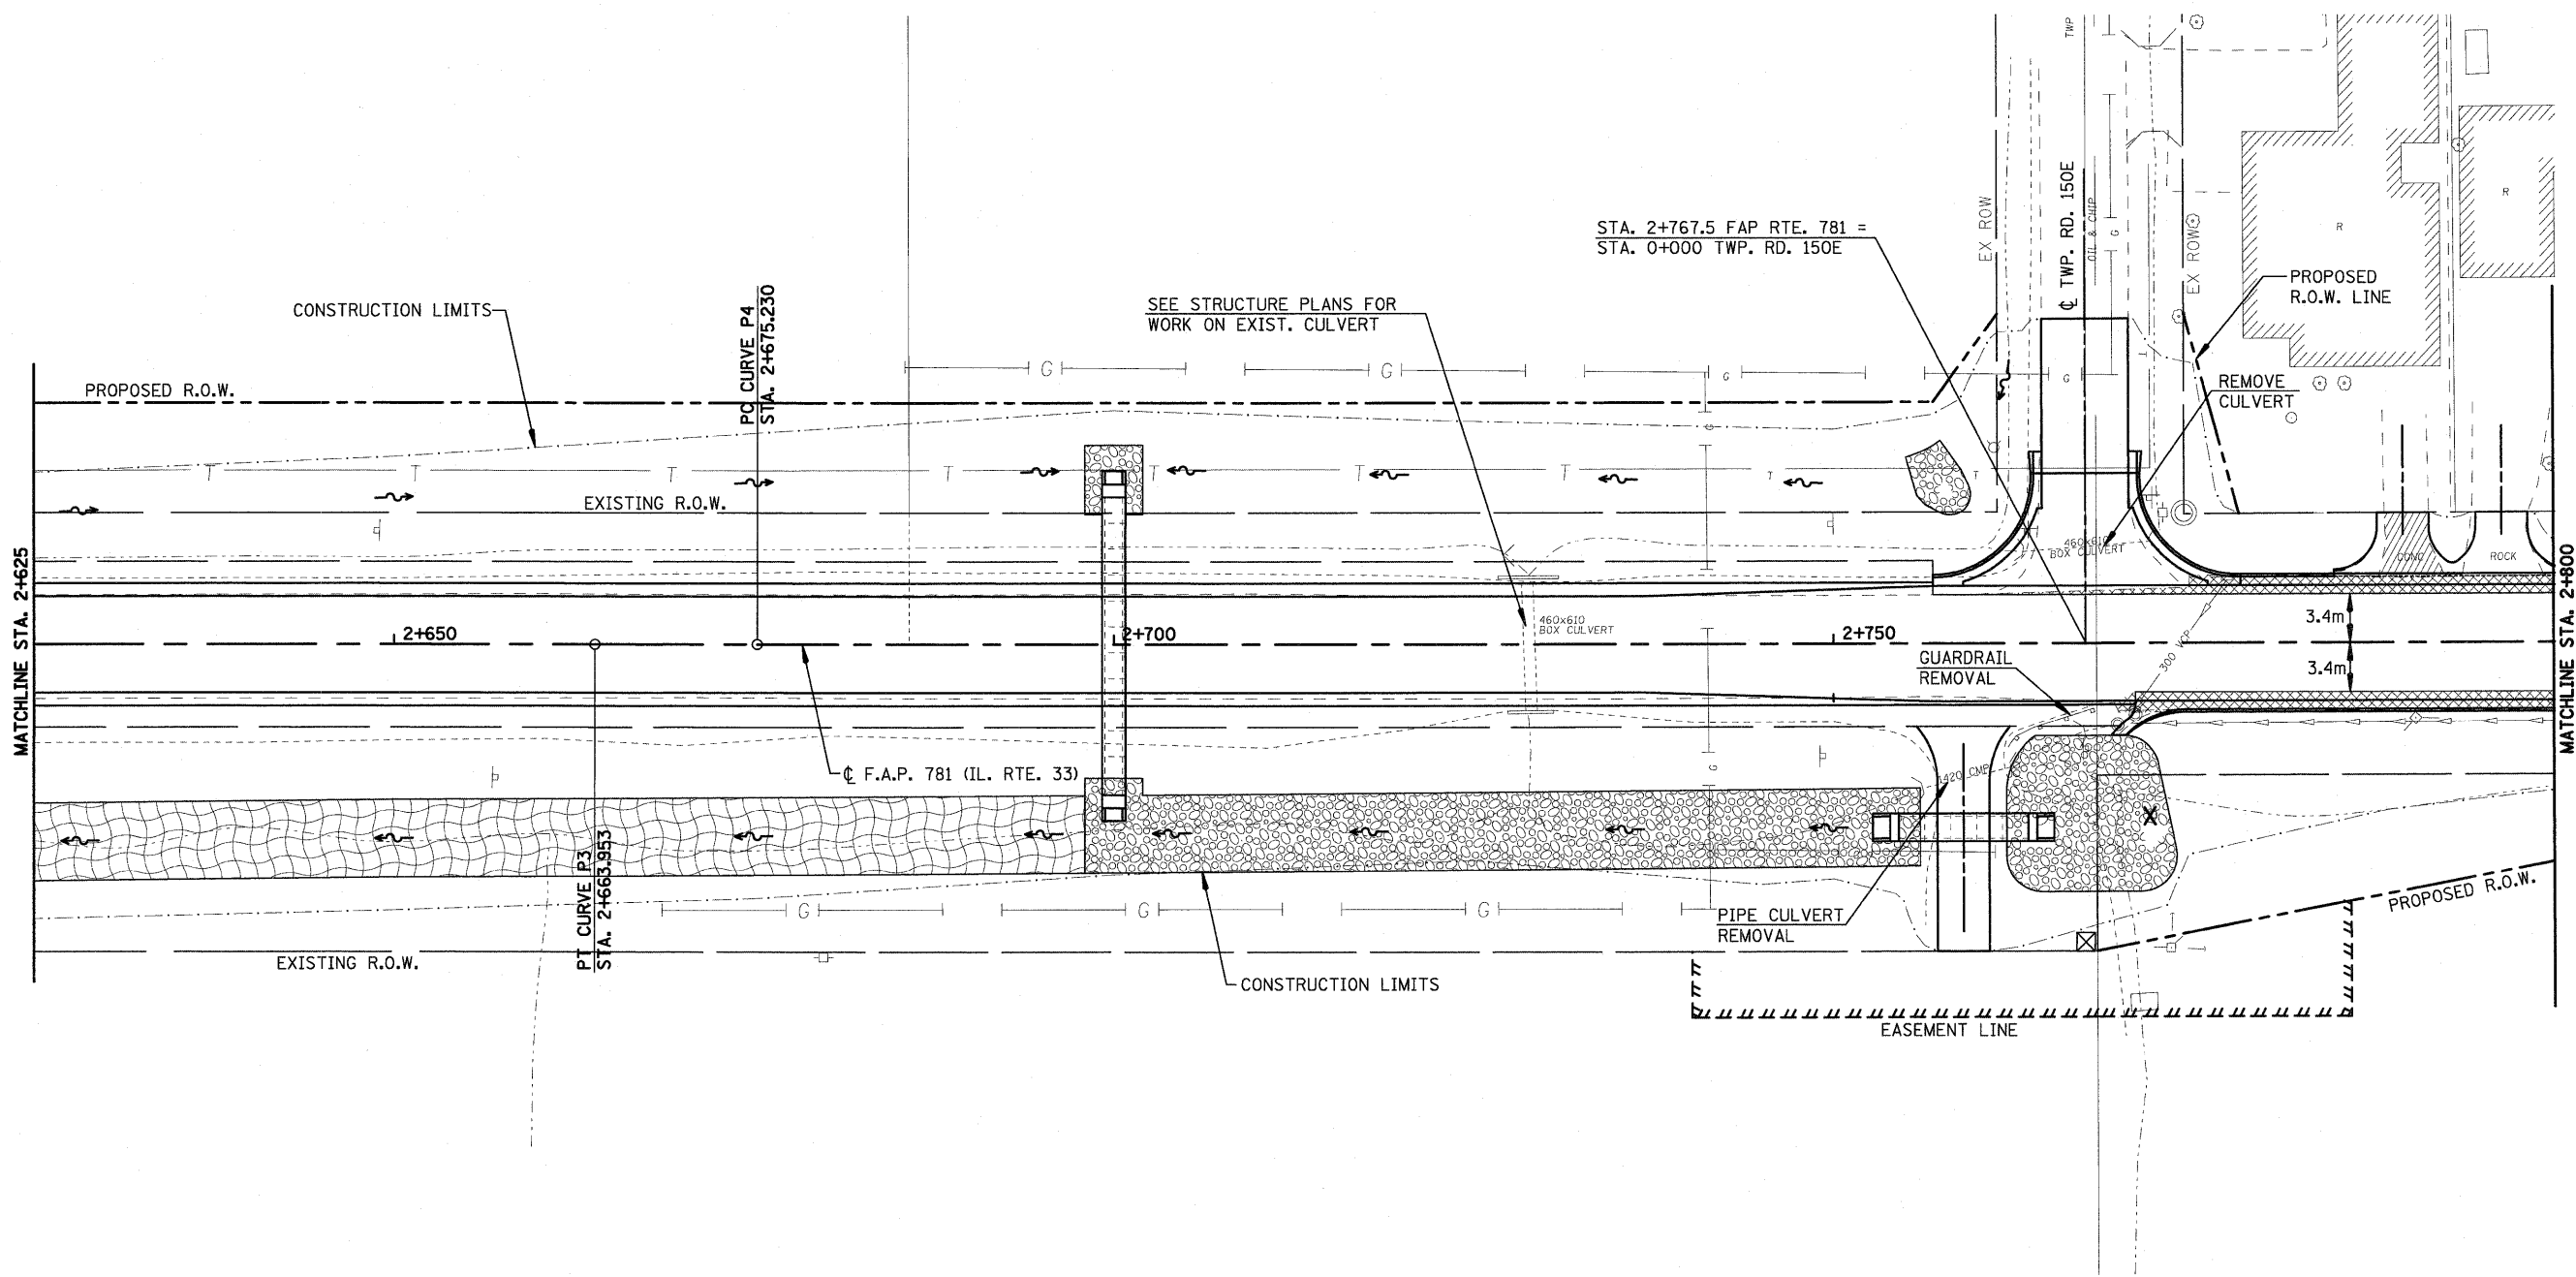 TWP
STA. 2+767.5 FAP RTE. 781 =
STA. 0+000 TWP. RD. 150E
EX ROW
℄ TWP. RD. 150E
OIL & CHIP
G
EX ROW
R
R
PROPOSED
R.O.W. LINE
CONSTRUCTION LIMITS
PC CURVE P4
STA. 2+675.230
SEE STRUCTURE PLANS FOR
WORK ON EXIST. CULVERT
G
G
G
G
REMOVE
CULVERT
PROPOSED R.O.W.
G
T
T
T
T
T
T
T
T
T
EXISTING R.O.W.
460x610
BOX CULVERT
CONC
ROCK
MATCHLINE STA. 2+625
2+650
2+700
460x610
BOX CULVERT
2+750
300 VCP
3.4m
3.4m
MATCHLINE STA. 2+800
GUARDRAIL
REMOVAL
℄ F.A.P. 781 (IL. RTE. 33)
G
1420 CMP
PT CURVE P3
STA. 2+663.953
G
G
G
PIPE CULVERT
REMOVAL
PROPOSED R.O.W.
EXISTING R.O.W.
CONSTRUCTION LIMITS
EASEMENT LINE